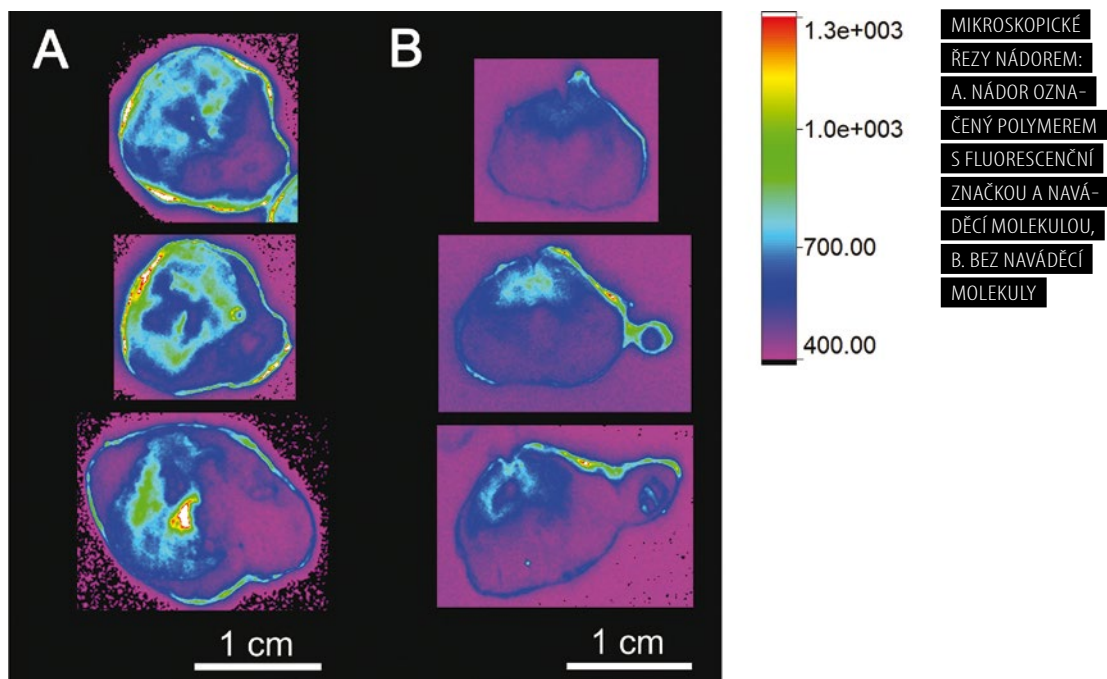 A
B
1 cm
1 cm
1.3e+003
1.0e+003
700.00
400.00
MIKROSKOPICKÉ
ŘEZY NÁDOREM:
A. NÁDOR OZNA–
ČENÝ POLYMEREM
S FLUORESCENČNÍ
ZNAČKOU A NAVÁ–
DĚCÍ MOLEKULOU,
B. BEZ NAVÁDĚCÍ
MOLEKULY